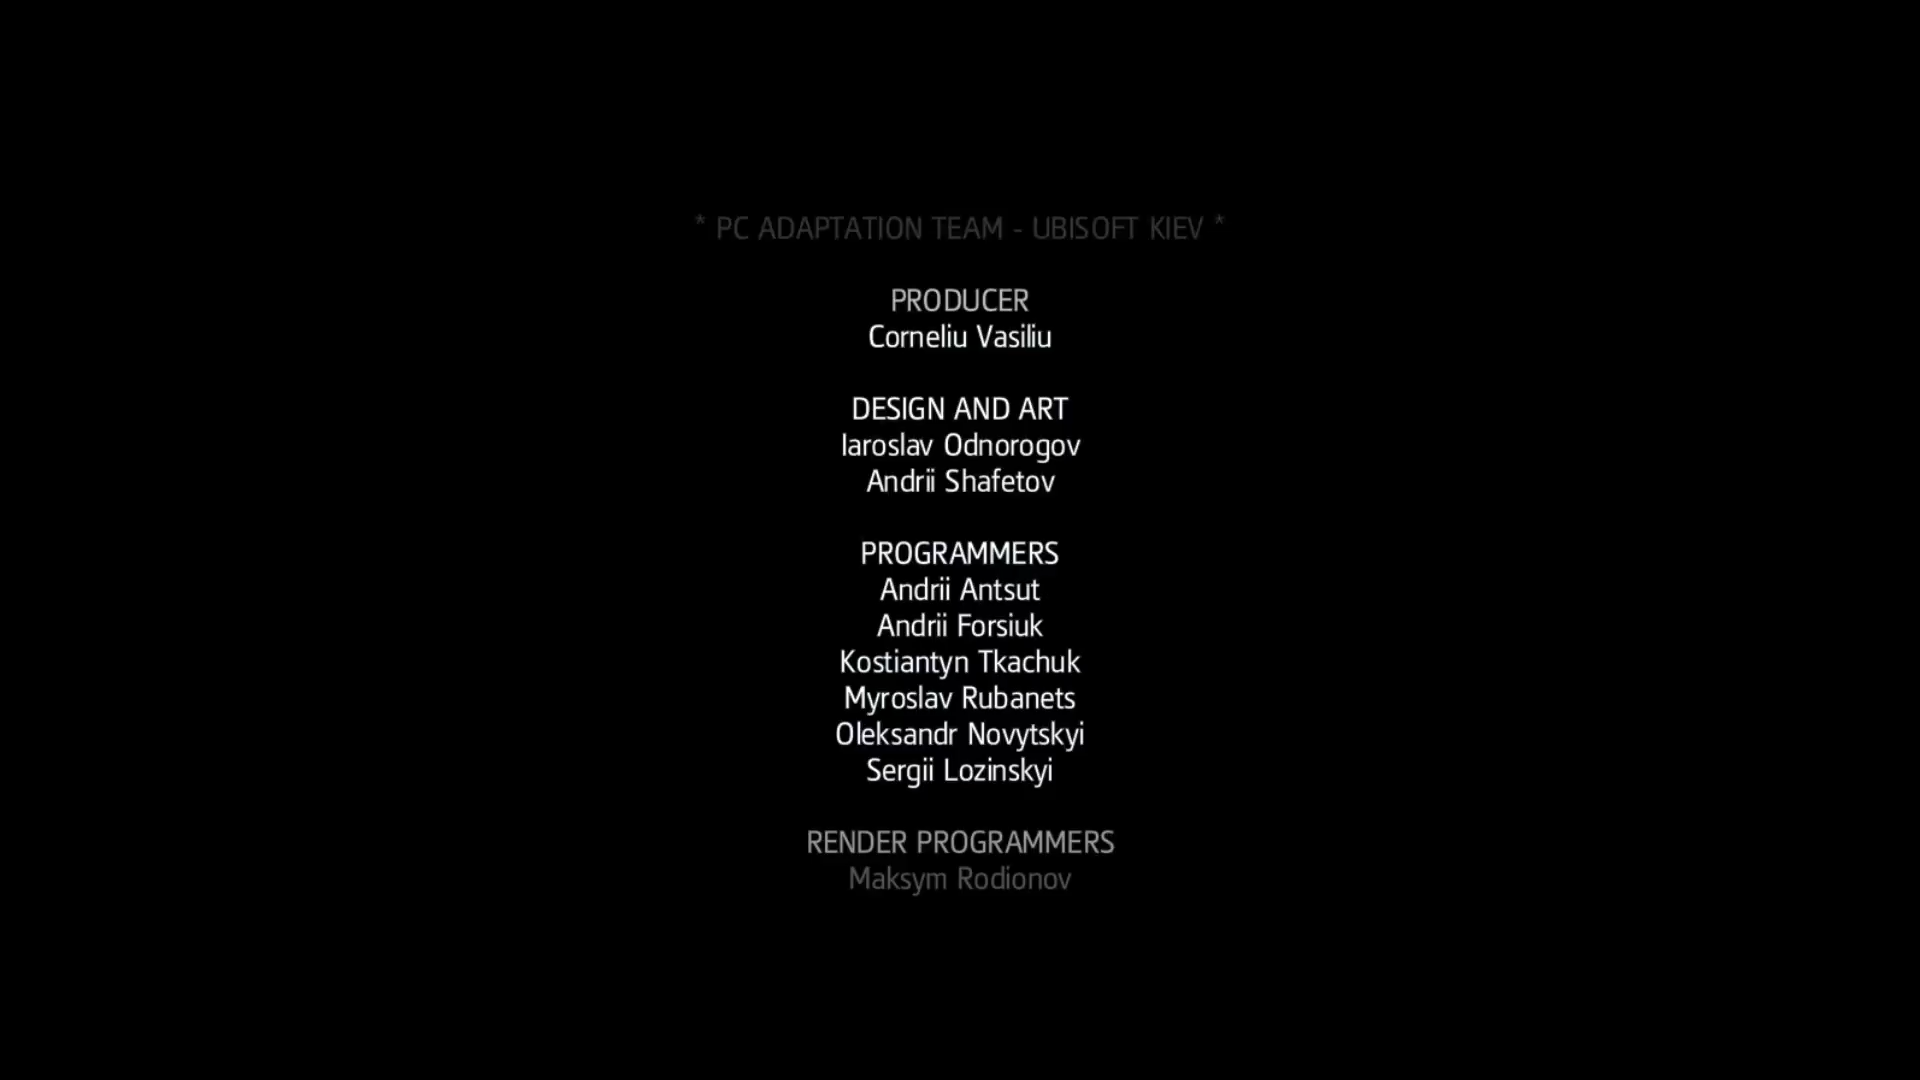 * PC ADAPTATION TEAM - UBISOFT KIEV *
PRODUCER
Corneliu Vasiliu
DESIGN AND ART
Iaroslav Odnorogov
Andrii Shafetov
PROGRAMMERS
Andrii Antsut
Andrii Forsiuk
Kostiantyn Tkachuk
Myroslav Rubanets
Oleksandr Novytskyi
Sergii Lozinskyi
RENDER PROGRAMMERS
Maksym Rodionov